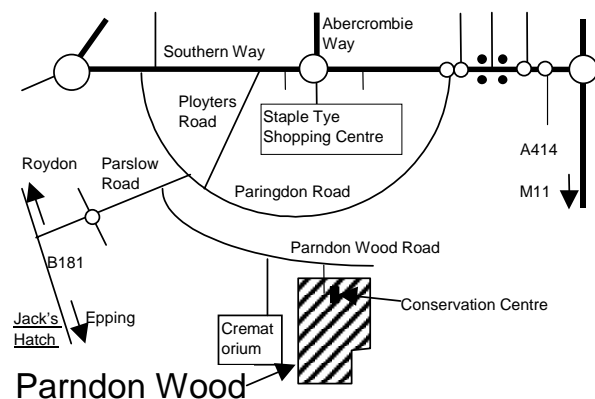 Abercrombie
Way
Southern Way
Ployters
Road
Staple Tye
Shopping Centre
A414
M11
Roydon
Parslow
Road
Paringdon Road
Parndon Wood Road
B181
Jack's
Hatch
Epping
Conservation Centre
Cremat
orium
Parndon Wood